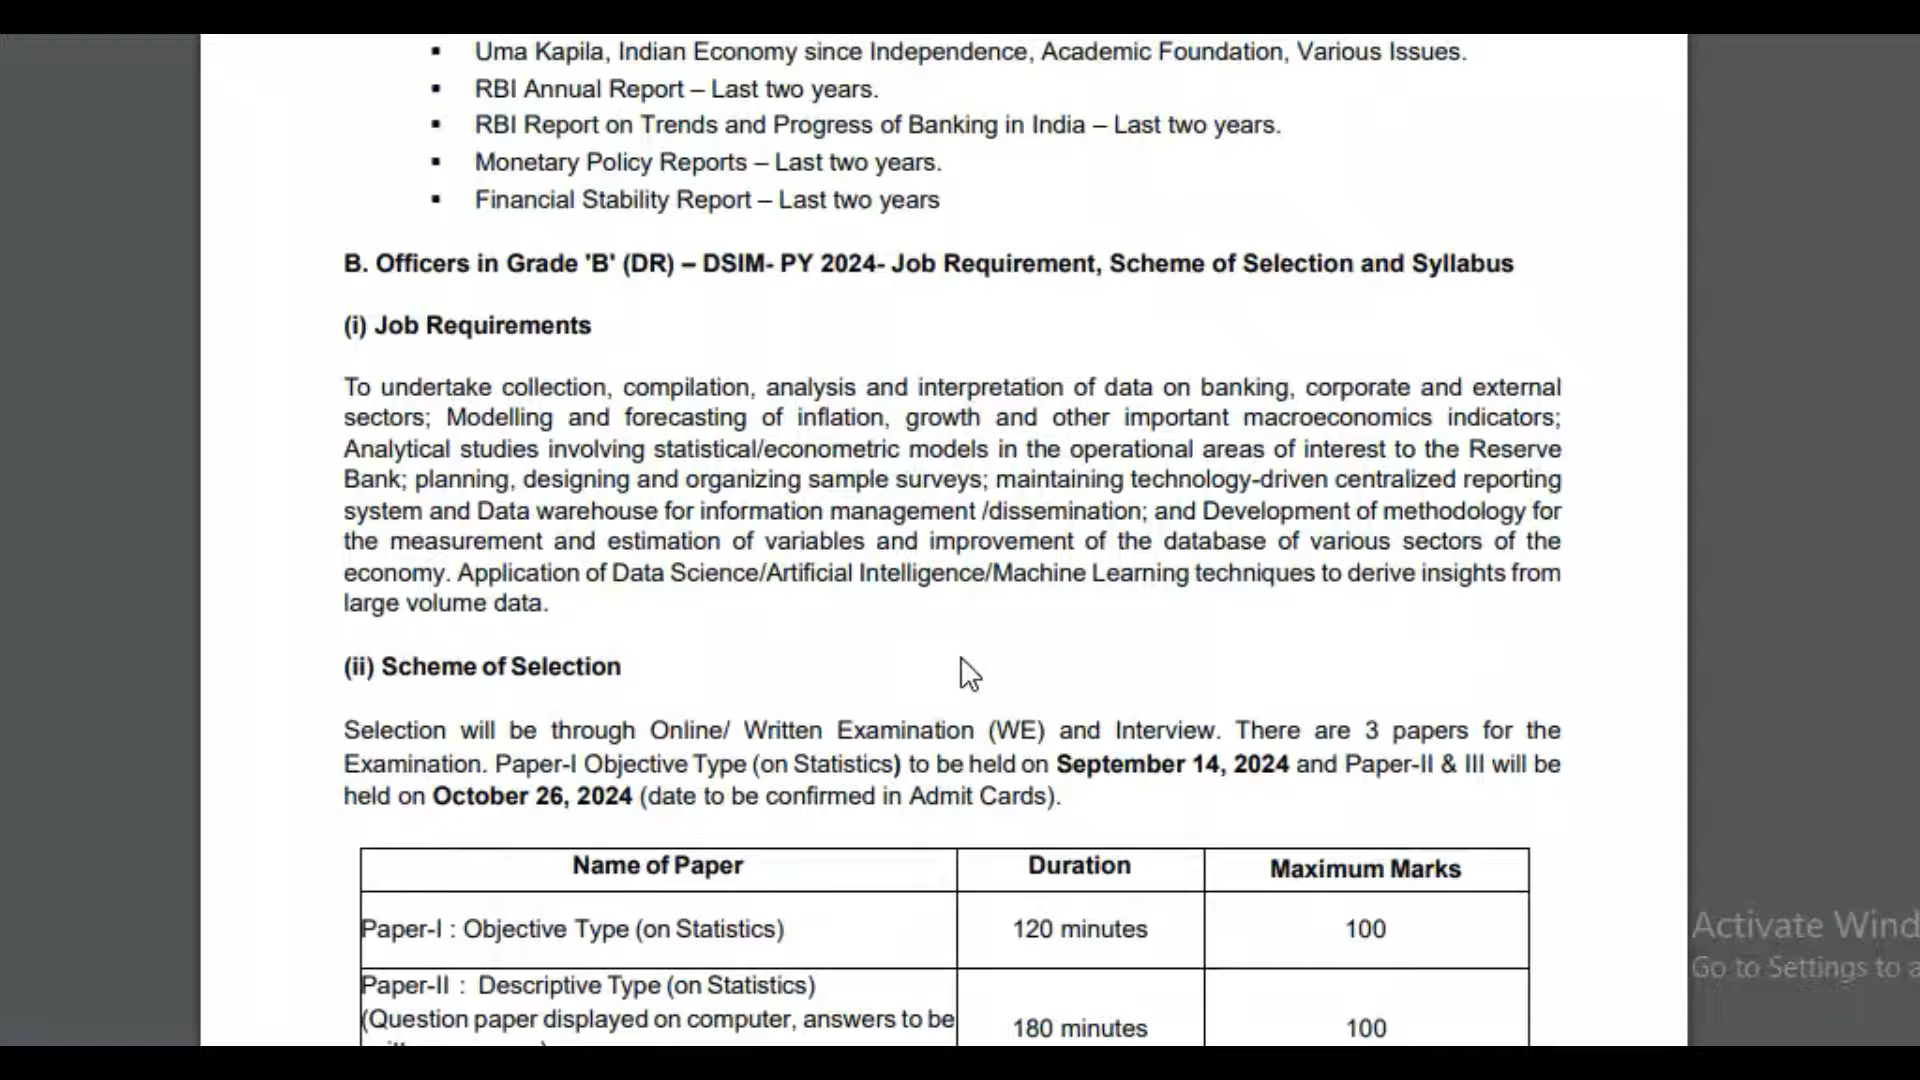 ▪ Uma Kapila, Indian Economy since Independence, Academic Foundation, Various Issues.
▪ RBI Annual Report – Last two years.
▪ RBI Report on Trends and Progress of Banking in India – Last two years.
▪ Monetary Policy Reports – Last two years.
▪ Financial Stability Report – Last two years
B. Officers in Grade 'B' (DR) – DSIM- PY 2024- Job Requirement, Scheme of Selection and Syllabus
(i) Job Requirements
To undertake collection, compilation, analysis and interpretation of data on banking, corporate and external
sectors; Modelling and forecasting of inflation, growth and other important macroeconomics indicators;
Analytical studies involving statistical/econometric models in the operational areas of interest to the Reserve
Bank; planning, designing and organizing sample surveys; maintaining technology-driven centralized reporting
system and Data warehouse for information management /dissemination; and Development of methodology for
the measurement and estimation of variables and improvement of the database of various sectors of the
economy. Application of Data Science/Artificial Intelligence/Machine Learning techniques to derive insights from
large volume data.
(ii) Scheme of Selection
Selection will be through Online/ Written Examination (WE) and Interview. There are 3 papers for the
Examination. Paper-I Objective Type (on Statistics) to be held on September 14, 2024 and Paper-II & III will be
held on October 26, 2024 (date to be confirmed in Admit Cards).
Name of Paper Duration Maximum Marks
Paper-I : Objective Type (on Statistics) 120 minutes 100
Paper-II : Descriptive Type (on Statistics)
(Question paper displayed on computer, answers to be
180 minutes 100
Activate Wind
Go to Settings to a